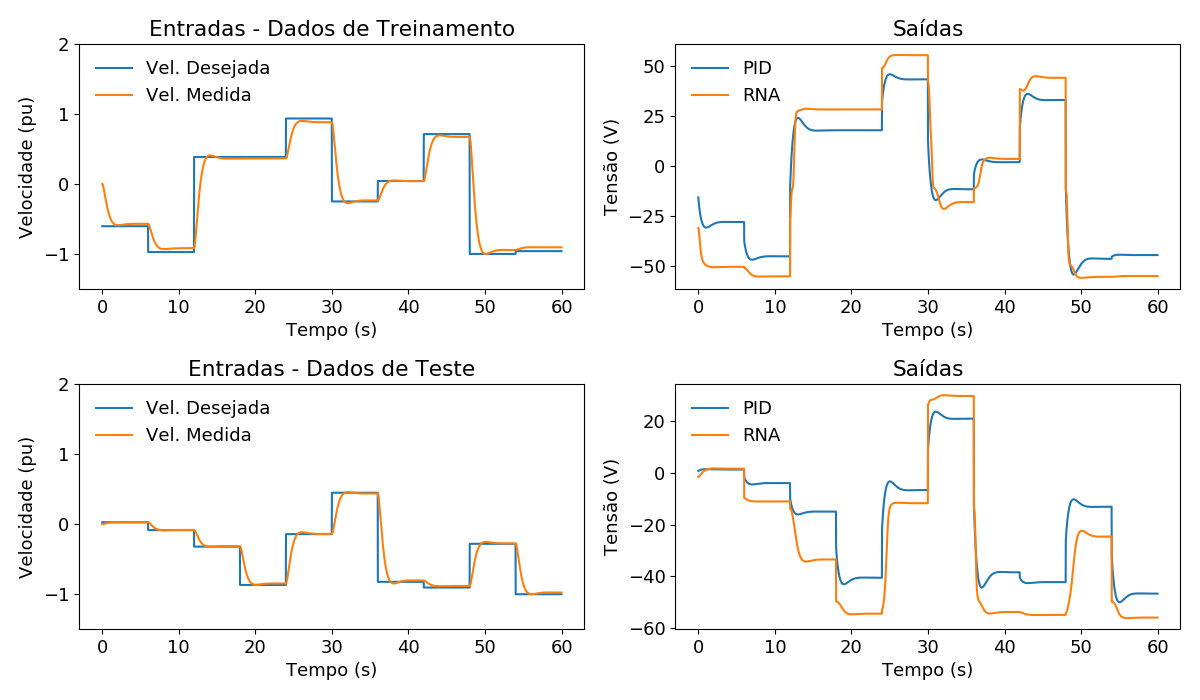 Entradas - Dados de Treinamento
2
1
0
−1
Velocidade (pu)
Vel. Desejada
Vel. Medida
0 10 20 30 40 50 60
Tempo (s)
Saídas
50
25
0
−25
−50
Tensão (V)
PID
RNA
0 10 20 30 40 50 60
Tempo (s)
Entradas - Dados de Teste
2
1
0
−1
Velocidade (pu)
Vel. Desejada
Vel. Medida
0 10 20 30 40 50 60
Tempo (s)
Saídas
20
0
−20
−40
−60
Tensão (V)
PID
RNA
0 10 20 30 40 50 60
Tempo (s)